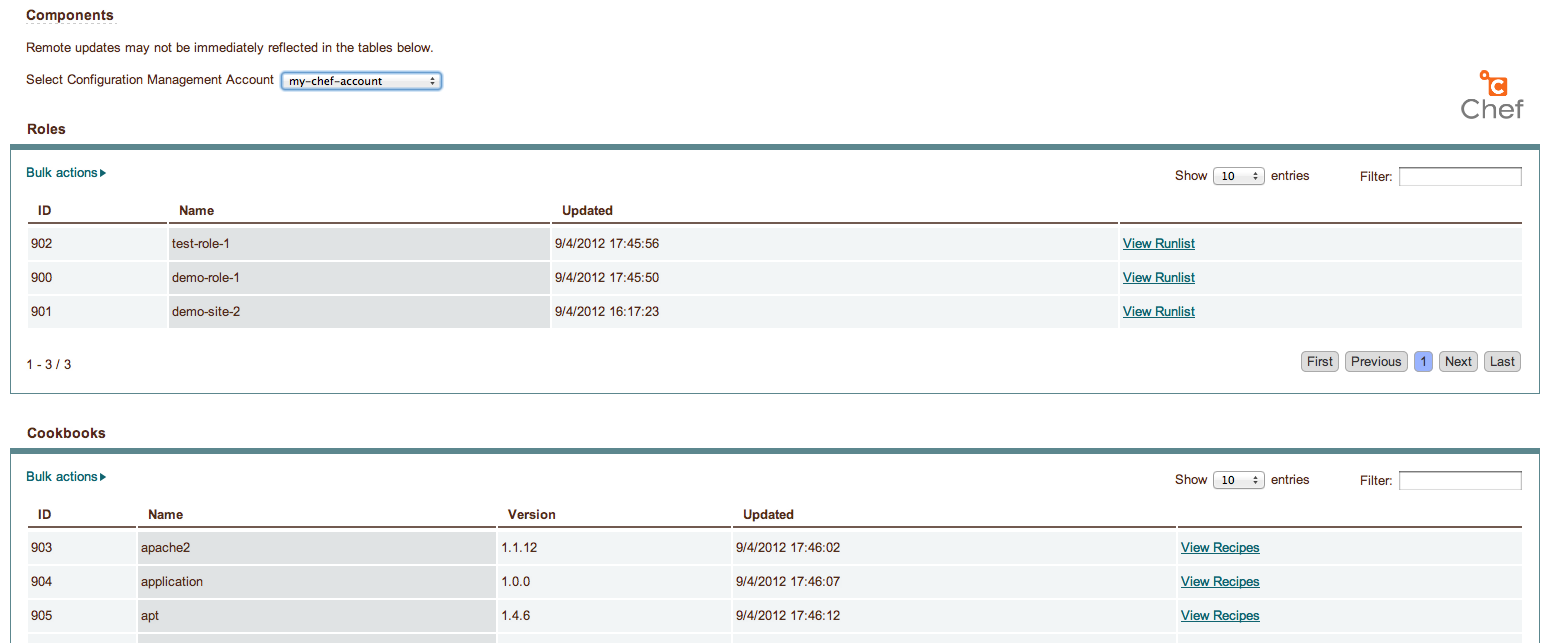 Components
Remote updates may not be immediately reflected in the tables below.
Select Configuration Management Account my-chef-account
Chef
Roles
Bulk actions Show 10 entries Filter:
ID Name Updated
902 test-role-1 9/4/2012 17:45:56 View Runlist
900 demo-role-1 9/4/2012 17:45:50 View Runlist
901 demo-site-2 9/4/2012 16:17:23 View Runlist
1 - 3 / 3 First Previous 1 Next Last
Cookbooks
Bulk actions Show 10 entries Filter:
ID Name Version Updated
903 apache2 1.1.12 9/4/2012 17:46:02 View Recipes
904 application 1.0.0 9/4/2012 17:46:07 View Recipes
905 apt 1.4.6 9/4/2012 17:46:12 View Recipes